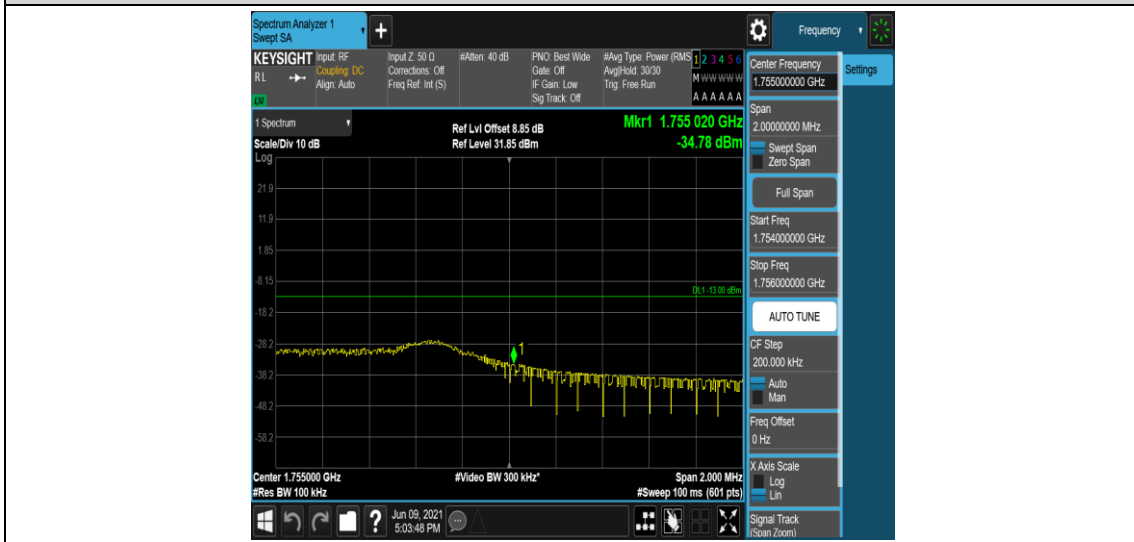 Spectrum Analyzer 1
Swept SA
+
Frequency
KEYSIGHT
RL
LXI
Input: RF
Coupling: DC
Align: Auto
Input Z: 50 Ω
Corrections: Off
Freq Ref: Int (S)
#Atten: 40 dB
PNO: Best Wide
Gate: Off
IF Gain: Low
Sig Track: Off
#Avg Type: Power (RMS
Avg|Hold: 30/30
Trig: Free Run
1 2 3 4 5 6
M W W W W W
A A A A A A
1 Spectrum
Scale/Div 10 dB
Log
Ref Lvl Offset 8.85 dB
Ref Level 31.85 dBm
Mkr1 1.755 020 GHz
-34.78 dBm
21.9
11.9
1.85
-8.15
-18.2
-28.2
-38.2
-48.2
-58.2
DL1 -13.00 dBm
1
Center 1.755000 GHz
#Res BW 100 kHz
#Video BW 300 kHz*
Span 2.000 MHz
#Sweep 100 ms (601 pts)
Center Frequency
1.755000000 GHz
Settings
Span
2.00000000 MHz
Swept Span
Zero Span
Full Span
Start Freq
1.754000000 GHz
Stop Freq
1.756000000 GHz
AUTO TUNE
CF Step
200.000 kHz
Auto
Man
Freq Offset
0 Hz
X Axis Scale
Log
Lin
Signal Track
(Span Zoom)
?
Jun 09, 2021
5:03:48 PM